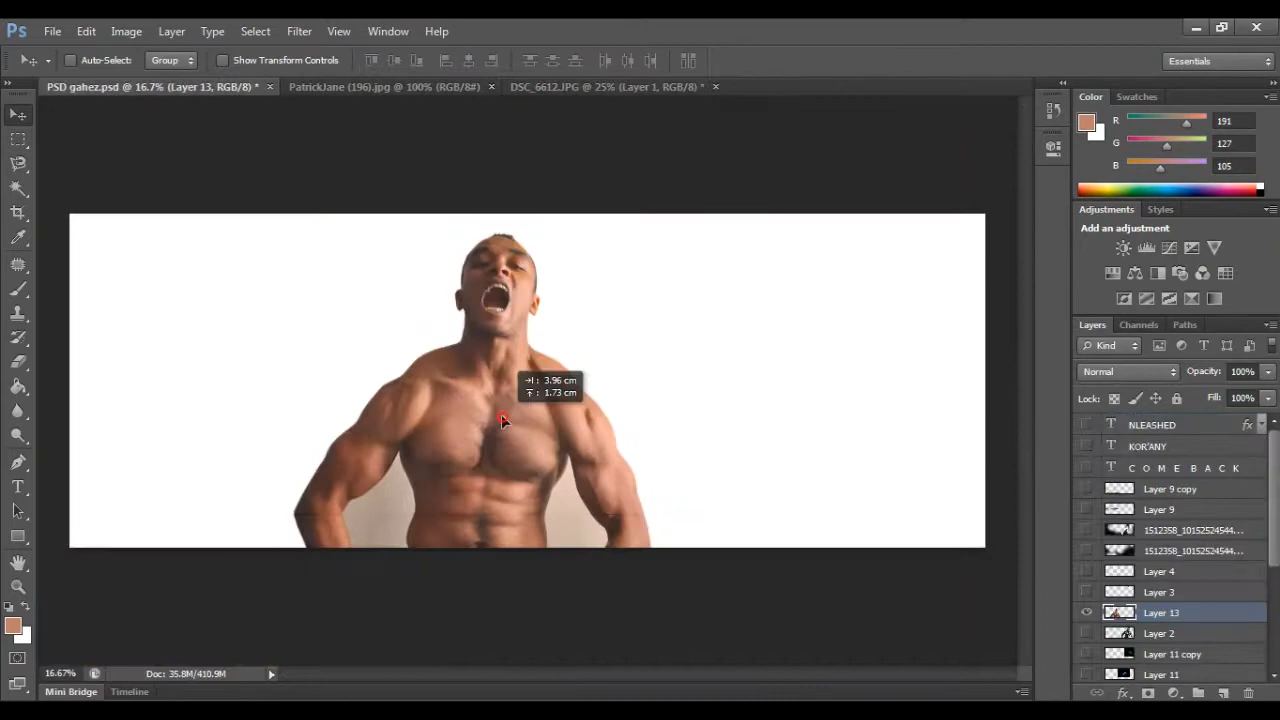 Ps File Edit Image Layer Type Select Filter View Window Help
Auto-Select: Group Show Transform Controls Essentials
PSD gahez.psd @ 16.7% (Layer 13, RGB/8) * × PatrickJane (196).jpg @ 100% (RGB/8#) × DSC_6612.JPG @ 25% (Layer 1, RGB/8) * ×
Color Swatches
R 191
G 127
B 105
Adjustments Styles
Add an adjustment
Layers Channels Paths
Kind
Normal Opacity: 100%
Lock: Fill: 100%
T NLEASHED fx
T KOR'ANY
T C O M E B A C K
Layer 9 copy
Layer 9
1512358_10152524544...
1512358_10152524544...
Layer 4
Layer 3
Layer 13
Layer 2
Layer 11 copy
Layer 11
: 3.96 cm
: 1.73 cm
16.67% Doc: 35.8M/410.9M
Mini Bridge Timeline